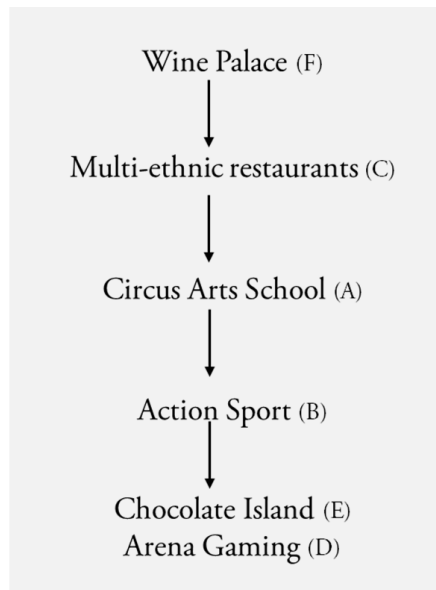 Wine Palace (F)
Multi-ethnic restaurants (C)
Circus Arts School (A)
Action Sport (B)
Chocolate Island (E)
Arena Gaming (D)